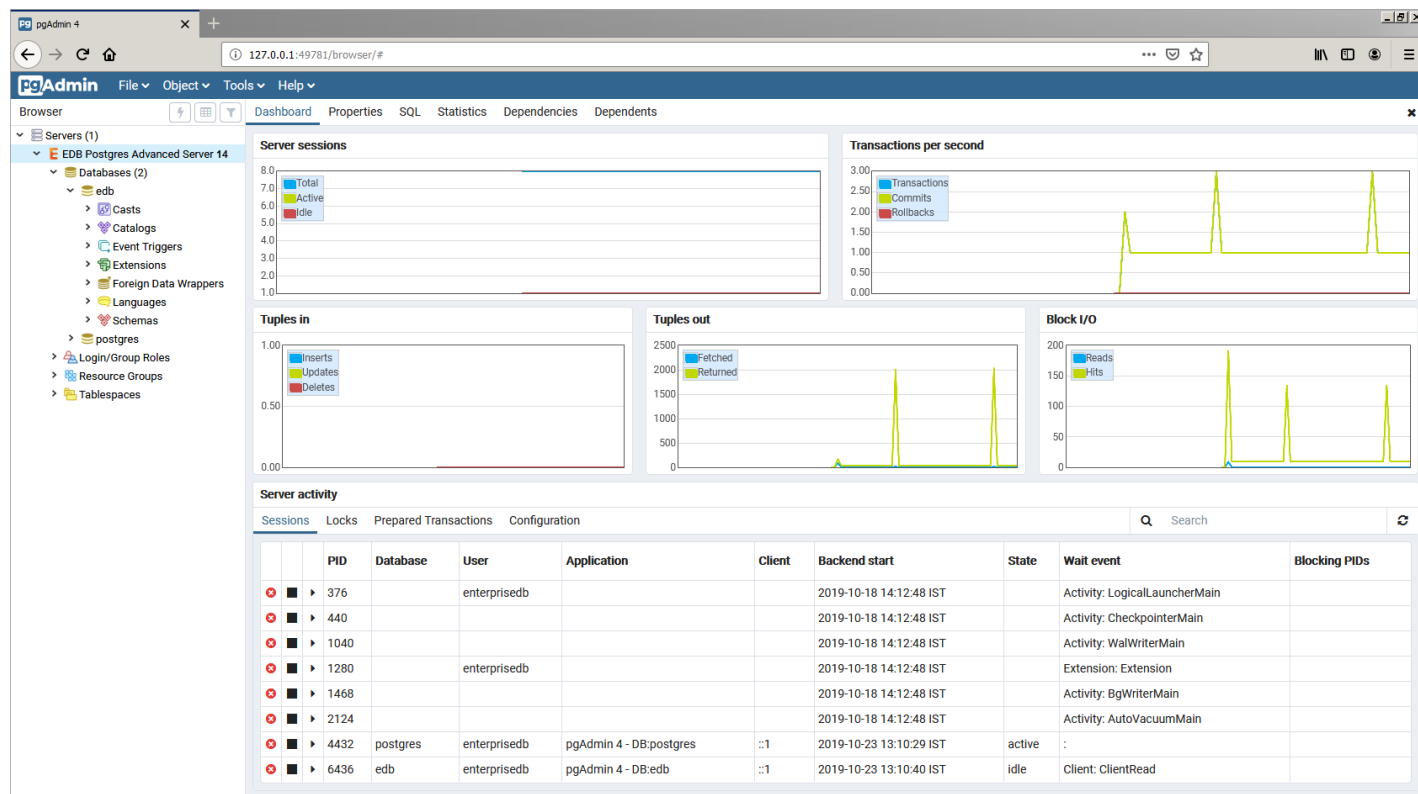 pgAdmin 4
127.0.0.1:49781/browser/#
pgAdmin File Object Tools Help
Browser
Servers (1)
EDB Postgres Advanced Server 14
Databases (2)
edb
Casts
Catalogs
Event Triggers
Extensions
Foreign Data Wrappers
Languages
Schemas
postgres
Login/Group Roles
Resource Groups
Tablespaces
Dashboard Properties SQL Statistics Dependencies Dependents
Server sessions
8.0
7.0
6.0
5.0
4.0
3.0
2.0
1.0
Total
Active
Idle
Transactions per second
3.00
2.50
2.00
1.50
1.00
0.50
0.00
Transactions
Commits
Rollbacks
Tuples in
1.00
0.50
0.00
Inserts
Updates
Deletes
Tuples out
2500
2000
1500
1000
500
0
Fetched
Returned
Block I/O
200
150
100
50
0
Reads
Hits
Server activity
Sessions Locks Prepared Transactions Configuration Search
PID Database User Application Client Backend start State Wait event Blocking PIDs
376 enterprisedb 2019-10-18 14:12:48 IST Activity: LogicalLauncherMain
440 2019-10-18 14:12:48 IST Activity: CheckpointerMain
1040 2019-10-18 14:12:48 IST Activity: WalWriterMain
1280 enterprisedb 2019-10-18 14:12:48 IST Extension: Extension
1468 2019-10-18 14:12:48 IST Activity: BgWriterMain
2124 2019-10-18 14:12:48 IST Activity: AutoVacuumMain
4432 postgres enterprisedb pgAdmin 4 - DB:postgres ::1 2019-10-23 13:10:29 IST active :
6436 edb enterprisedb pgAdmin 4 - DB:edb ::1 2019-10-23 13:10:40 IST idle Client: ClientRead